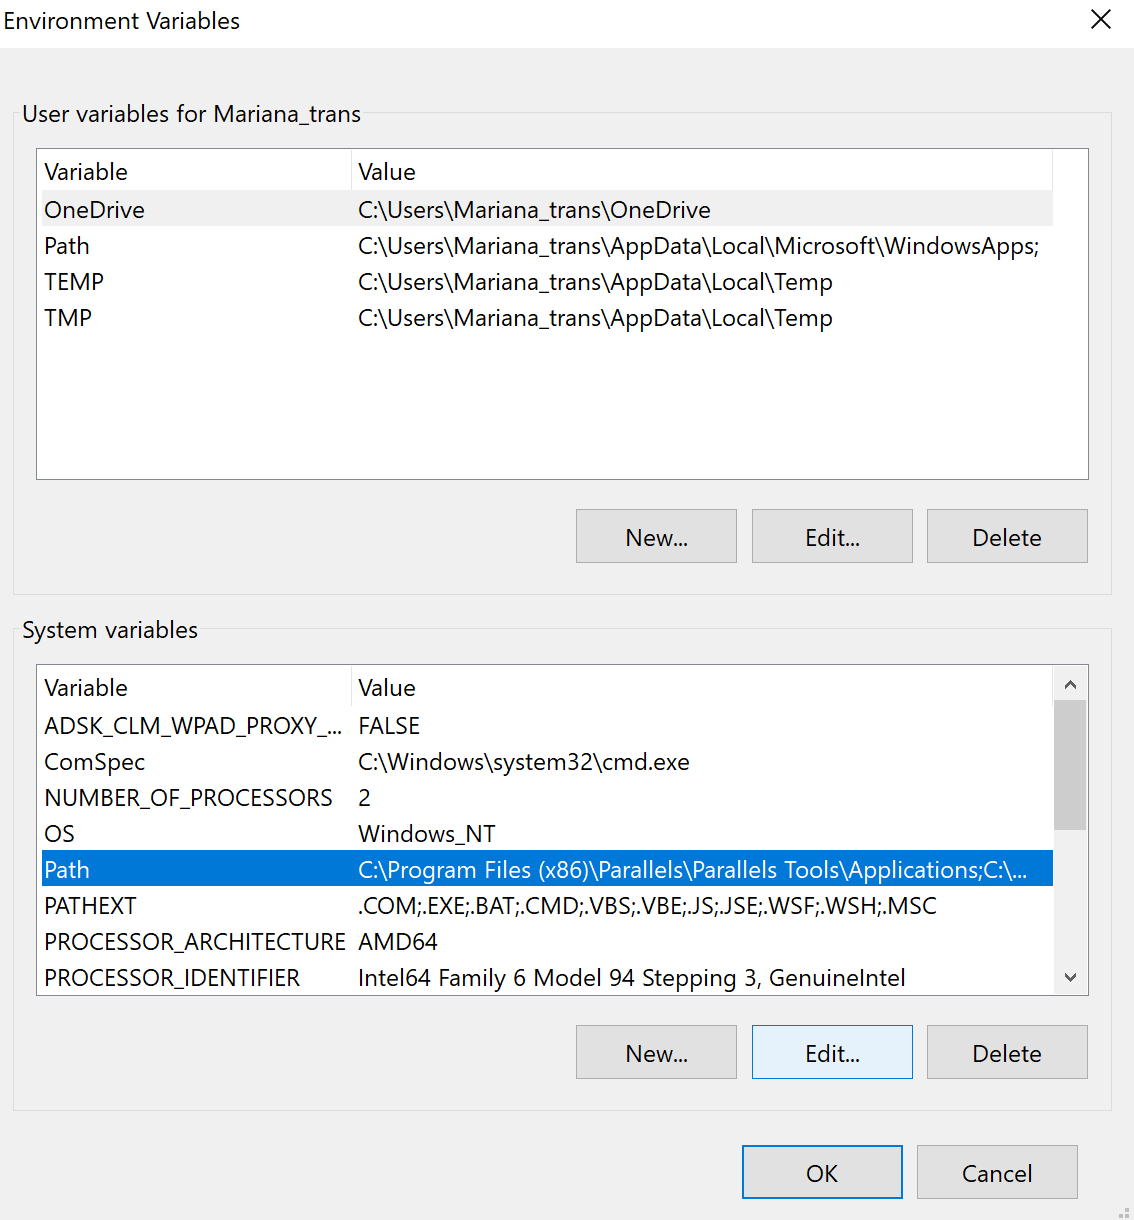 Environment Variables
User variables for Mariana_trans
Variable Value
OneDrive C:\Users\Mariana_trans\OneDrive
Path C:\Users\Mariana_trans\AppData\Local\Microsoft\WindowsApps;
TEMP C:\Users\Mariana_trans\AppData\Local\Temp
TMP C:\Users\Mariana_trans\AppData\Local\Temp
New... Edit... Delete
System variables
Variable Value
ADSK_CLM_WPAD_PROXY_... FALSE
ComSpec C:\Windows\system32\cmd.exe
NUMBER_OF_PROCESSORS 2
OS Windows_NT
Path C:\Program Files (x86)\Parallels\Parallels Tools\Applications;C:\...
PATHEXT .COM;.EXE;.BAT;.CMD;.VBS;.VBE;.JS;.JSE;.WSF;.WSH;.MSC
PROCESSOR_ARCHITECTURE AMD64
PROCESSOR_IDENTIFIER Intel64 Family 6 Model 94 Stepping 3, GenuineIntel
New... Edit... Delete
OK Cancel